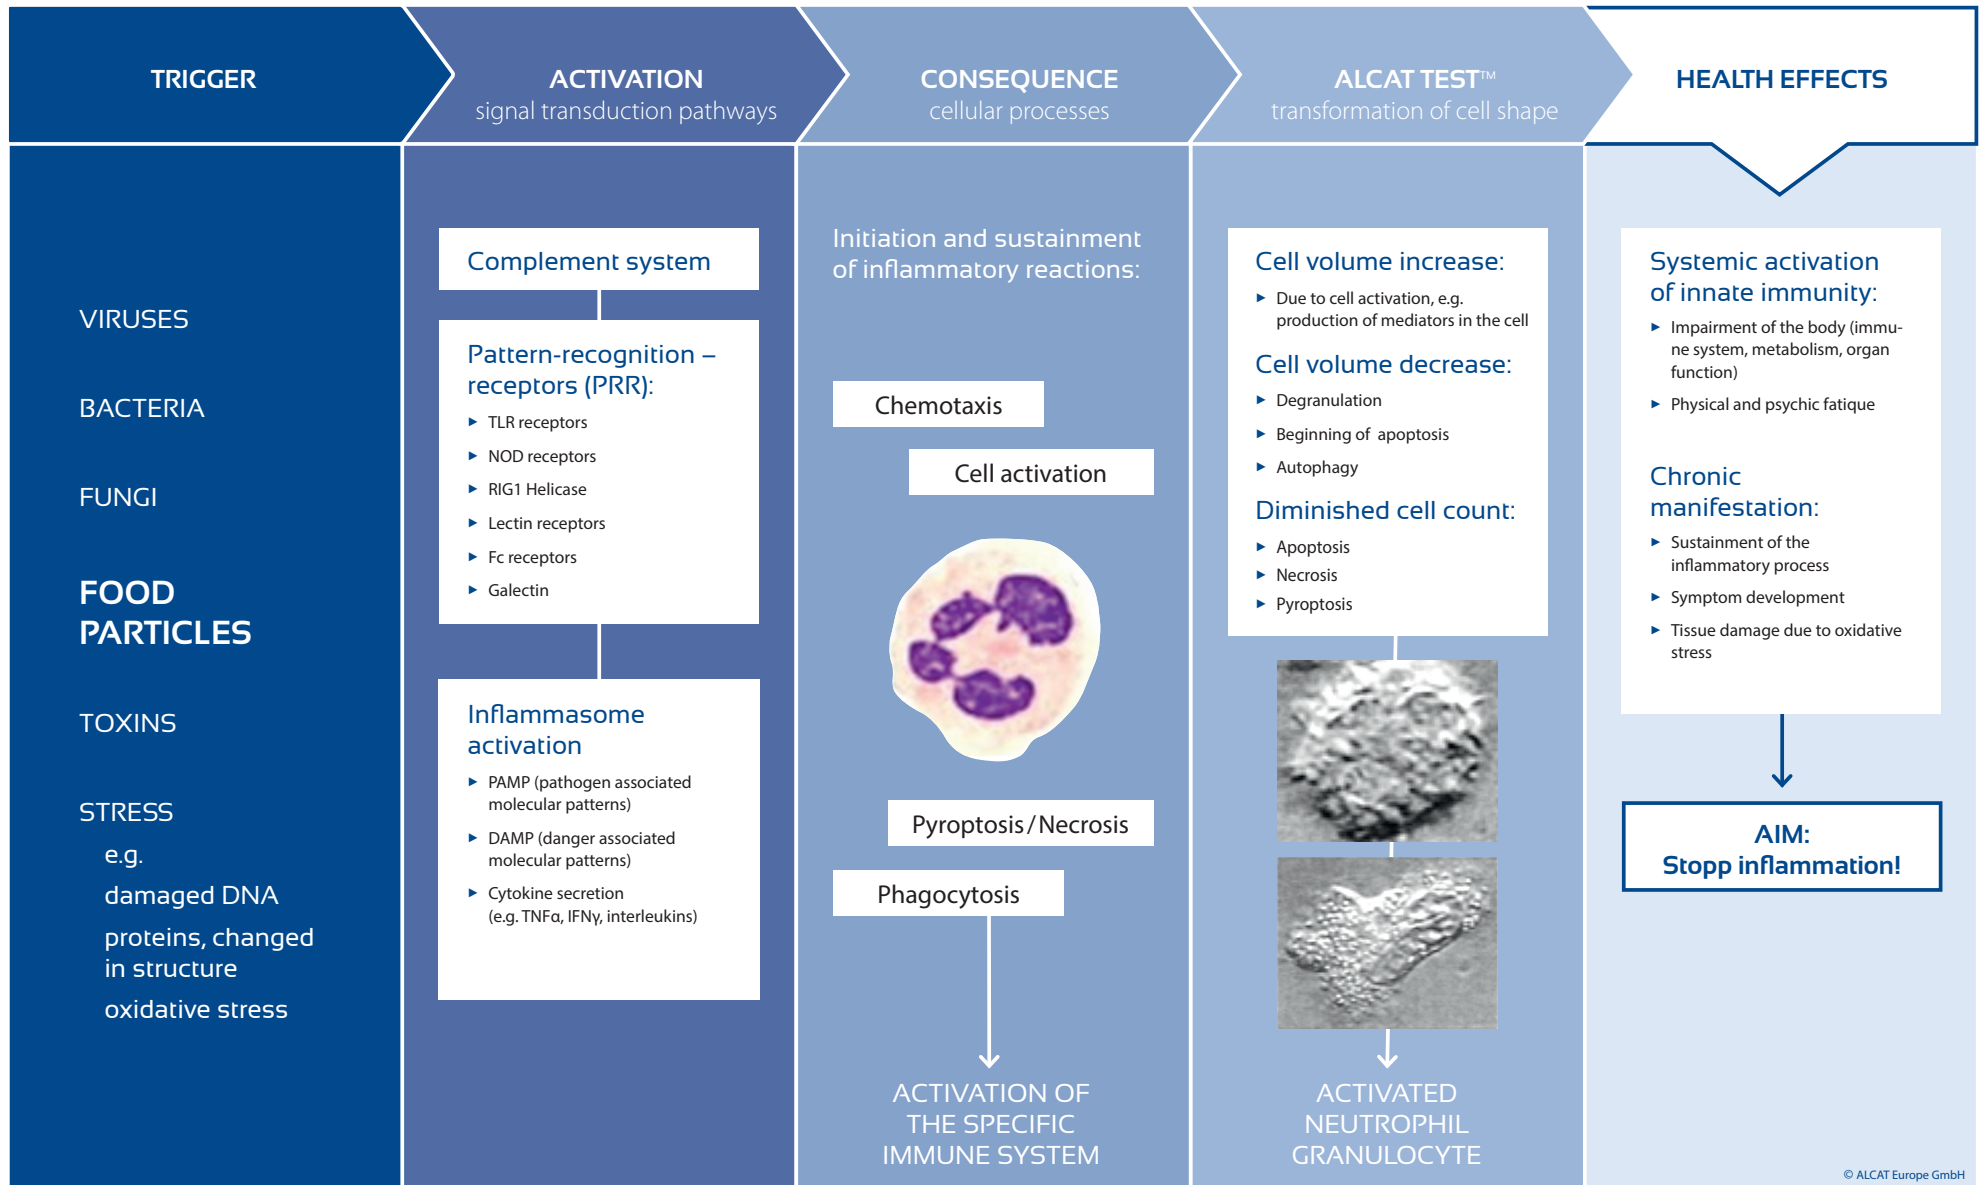 TRIGGER
ACTIVATION
signal transduction pathways
CONSEQUENCE
cellular processes
ALCAT TEST™
transformation of cell shape
HEALTH EFFECTS
VIRUSES
BACTERIA
FUNGI
FOOD
PARTICLES
TOXINS
STRESS
e.g.
damaged DNA
proteins, changed
in structure
oxidative stress
Complement system
Pattern-recognition –
receptors (PRR):
► TLR receptors
► NOD receptors
► RIG1 Helicase
► Lectin receptors
► Fc receptors
► Galectin
Inflammasome
activation
► PAMP (pathogen associated
molecular patterns)
► DAMP (danger associated
molecular patterns)
► Cytokine secretion
(e.g. TNFα, IFNγ, interleukins)
Initiation and sustainment
of inflammatory reactions:
Chemotaxis
Cell activation
Pyroptosis / Necrosis
Phagocytosis
ACTIVATION OF
THE SPECIFIC
IMMUNE SYSTEM
Cell volume increase:
► Due to cell activation, e.g.
production of mediators in the cell
Cell volume decrease:
► Degranulation
► Beginning of apoptosis
► Autophagy
Diminished cell count:
► Apoptosis
► Necrosis
► Pyroptosis
ACTIVATED
NEUTROPHIL
GRANULOCYTE
Systemic activation
of innate immunity:
► Impairment of the body (immu-
ne system, metabolism, organ
function)
► Physical and psychic fatique
Chronic
manifestation:
► Sustainment of the
inflammatory process
► Symptom development
► Tissue damage due to oxidative
stress
AIM:
Stopp inflammation!
© ALCAT Europe GmbH